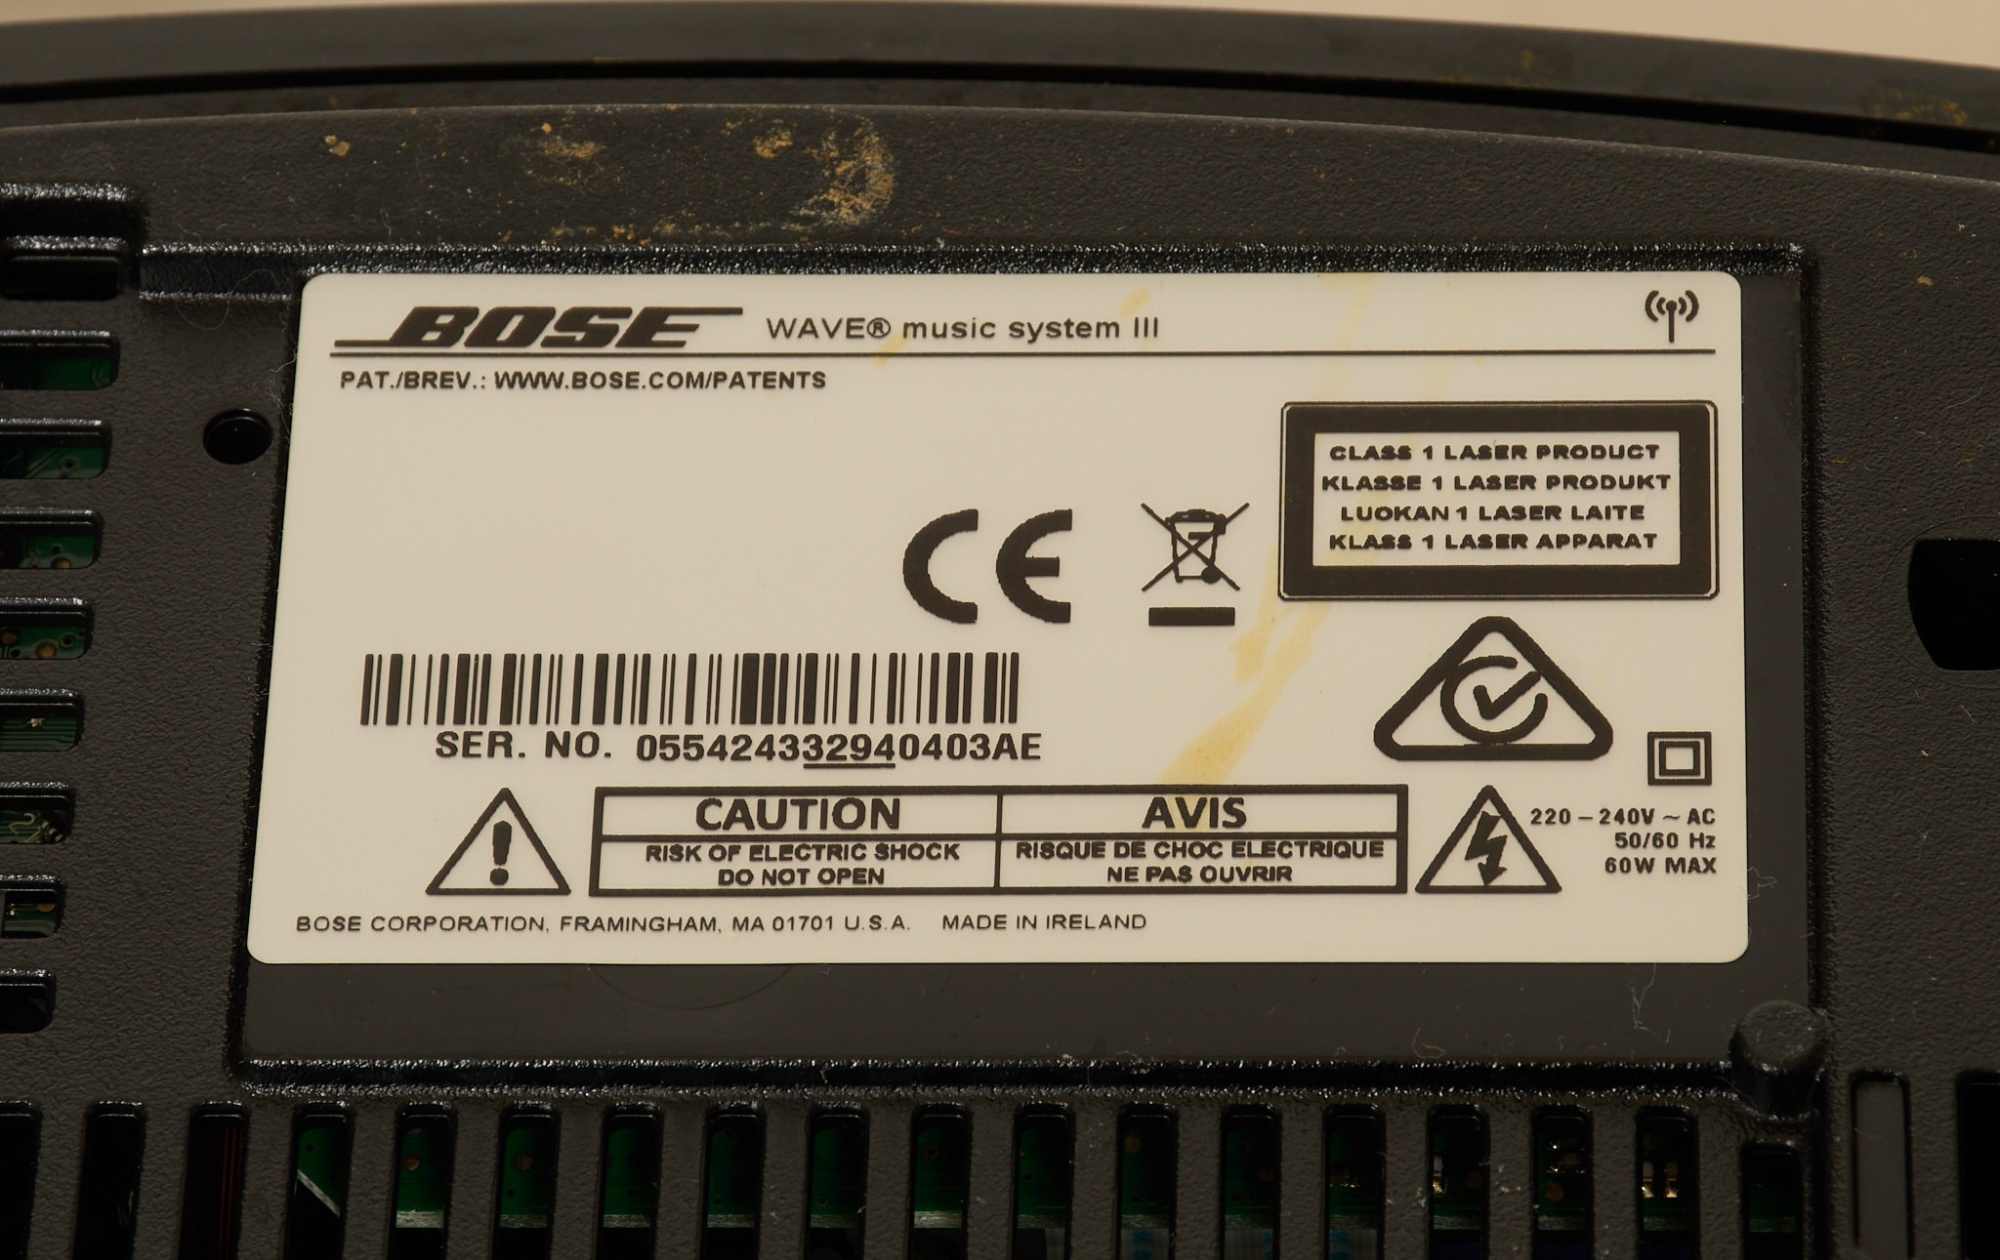 BOSE WAVE® music system III
PAT./BREV.: WWW.BOSE.COM/PATENTS
CLASS 1 LASER PRODUCT
KLASSE 1 LASER PRODUKT
LUOKAN 1 LASER LAITE
KLASS 1 LASER APPARAT
CE
SER. NO. 055424332940403AE
CAUTION
RISK OF ELECTRIC SHOCK
DO NOT OPEN
AVIS
RISQUE DE CHOC ELECTRIQUE
NE PAS OUVRIR
220 – 240V ~ AC
50/60 Hz
60W MAX
BOSE CORPORATION, FRAMINGHAM, MA 01701 U.S.A. MADE IN IRELAND